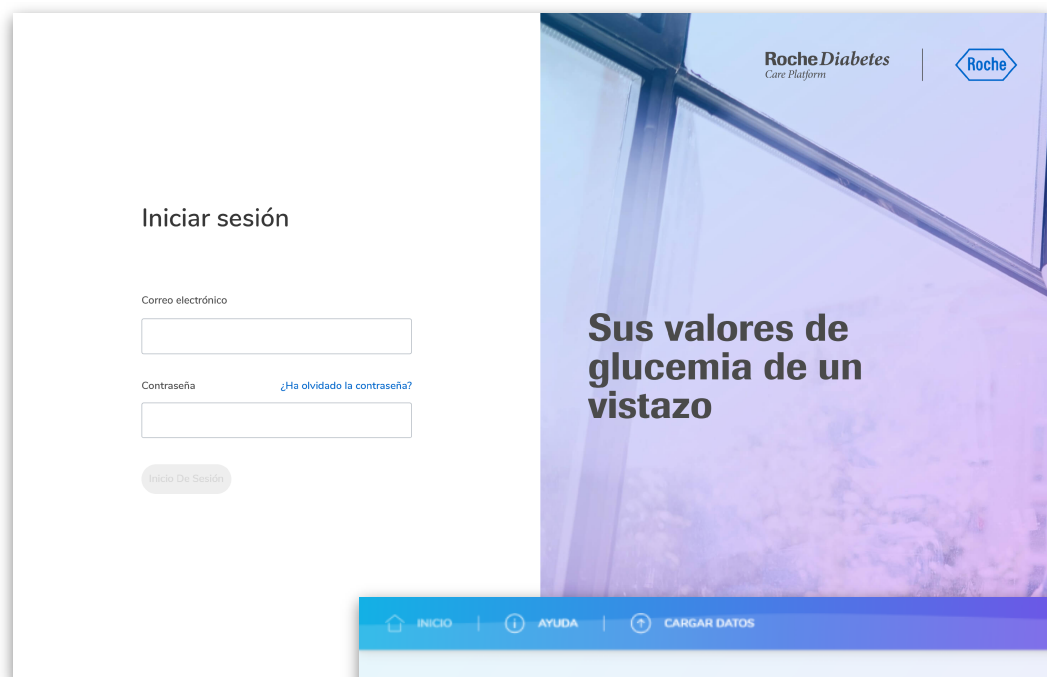 Roche Diabetes
Care Platform
Roche
Iniciar sesión
Correo electrónico
Contraseña
¿Ha olvidado la contraseña?
Inicio De Sesión
Sus valores de
glucemia de un
vistazo
INICIO
AYUDA
CARGAR DATOS